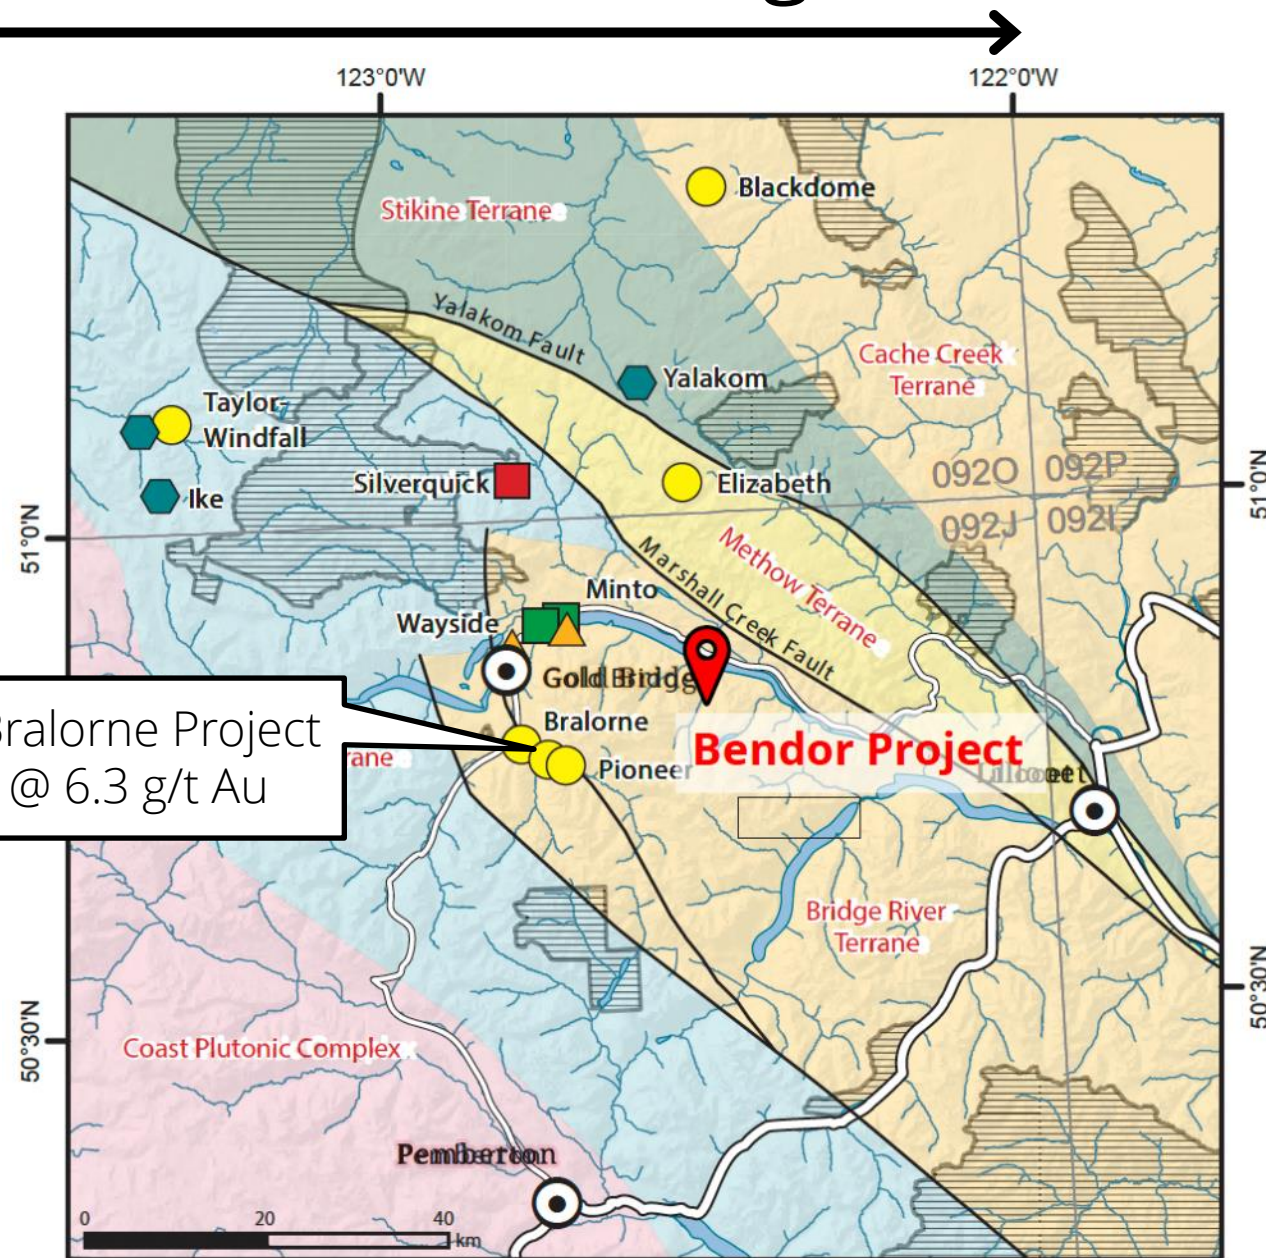 123°0'W
122°0'W
Blackdome
Stikine Terrane
Yalakom Fault
Cache Creek
Terrane
Yalakom
Taylor-
Windfall
Silverquick
Elizabeth
092O 092P
Ike
51°0'N
51°0'N
092J 092I
Methow Terrane
Marshall Creek Fault
Minto
Wayside
Gold Bridge
Bralorne
Bralorne Project
@ 6.3 g/t Au
Pioneer
Bendor Project
Lillooet
Bridge River
Terrane
50°30'N
50°30'N
Coast Plutonic Complex
Pemberton
0 20 40
km